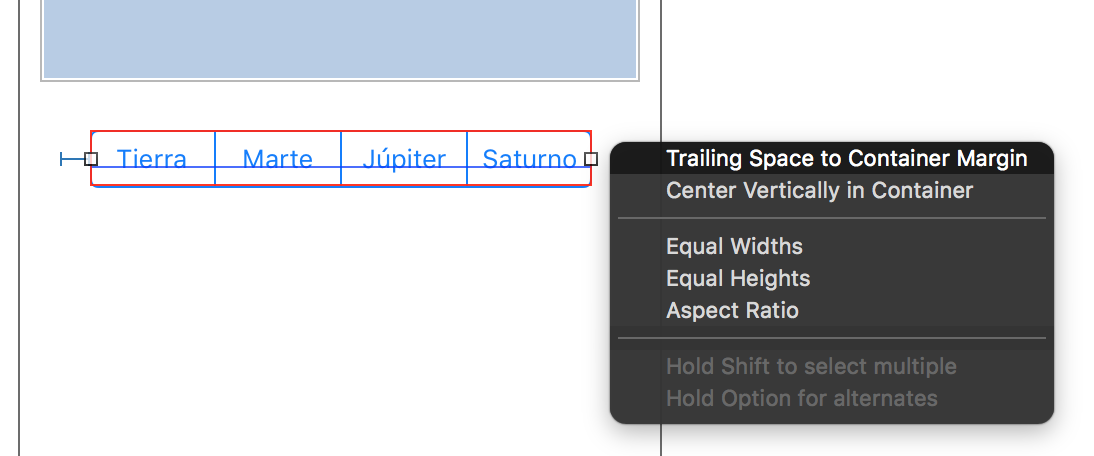 Tierra Marte Júpiter Saturno
Trailing Space to Container Margin
Center Vertically in Container
Equal Widths
Equal Heights
Aspect Ratio
Hold Shift to select multiple
Hold Option for alternates